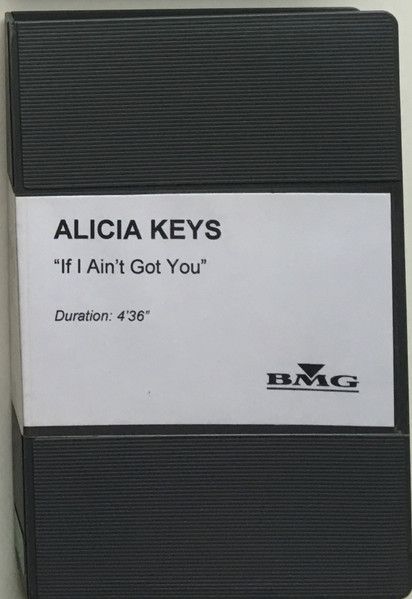 ALICIA KEYS
“If I Ain’t Got You”
Duration: 4’36”
BMG